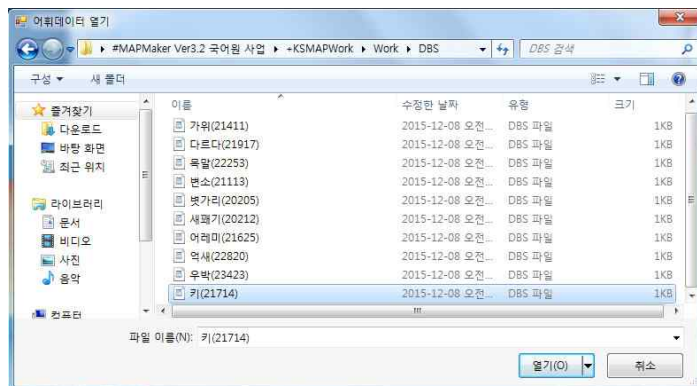 어휘데이터 열기
#MAPMaker Ver3.2 국어원 사업 ▸ +KSMAPWork ▸ Work ▸ DBS
DBS 검색
구성 새 폴더
이름 수정한 날짜 유형 크기
즐겨찾기
다운로드
바탕 화면
최근 위치
라이브러리
문서
비디오
사진
음악
컴퓨터
가위(21411) 2015-12-08 오전... DBS 파일 1KB
다르다(21917) 2015-12-08 오전... DBS 파일 1KB
목말(22253) 2015-12-08 오전... DBS 파일 1KB
변소(21113) 2015-12-08 오전... DBS 파일 1KB
볏가리(20205) 2015-12-08 오전... DBS 파일 1KB
새꽤기(20212) 2015-12-08 오전... DBS 파일 1KB
어레미(21625) 2015-12-08 오전... DBS 파일 1KB
억새(22820) 2015-12-08 오전... DBS 파일 1KB
우박(23423) 2015-12-08 오전... DBS 파일 1KB
키(21714) 2015-12-08 오전... DBS 파일 1KB
파일 이름(N): 키(21714)
열기(O) 취소